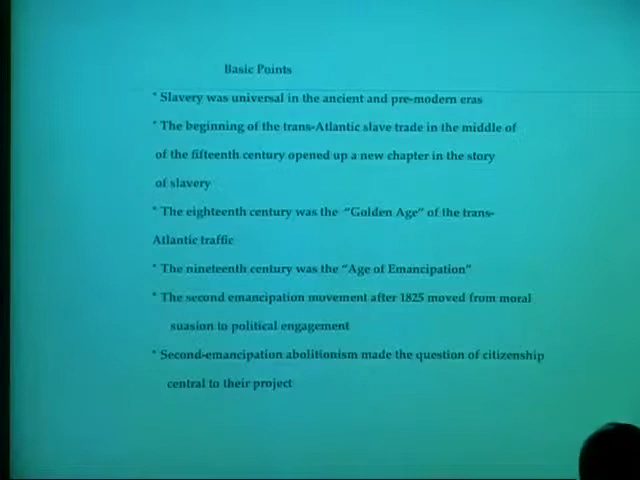 Basic Points
* Slavery was universal in the ancient and pre-modern eras
* The beginning of the trans-Atlantic slave trade in the middle of
of the fifteenth century opened up a new chapter in the story
of slavery
* The eighteenth century was the “Golden Age” of the trans-
Atlantic traffic
* The nineteenth century was the “Age of Emancipation”
* The second emancipation movement after 1825 moved from moral
suasion to political engagement
* Second-emancipation abolitionism made the question of citizenship
central to their project